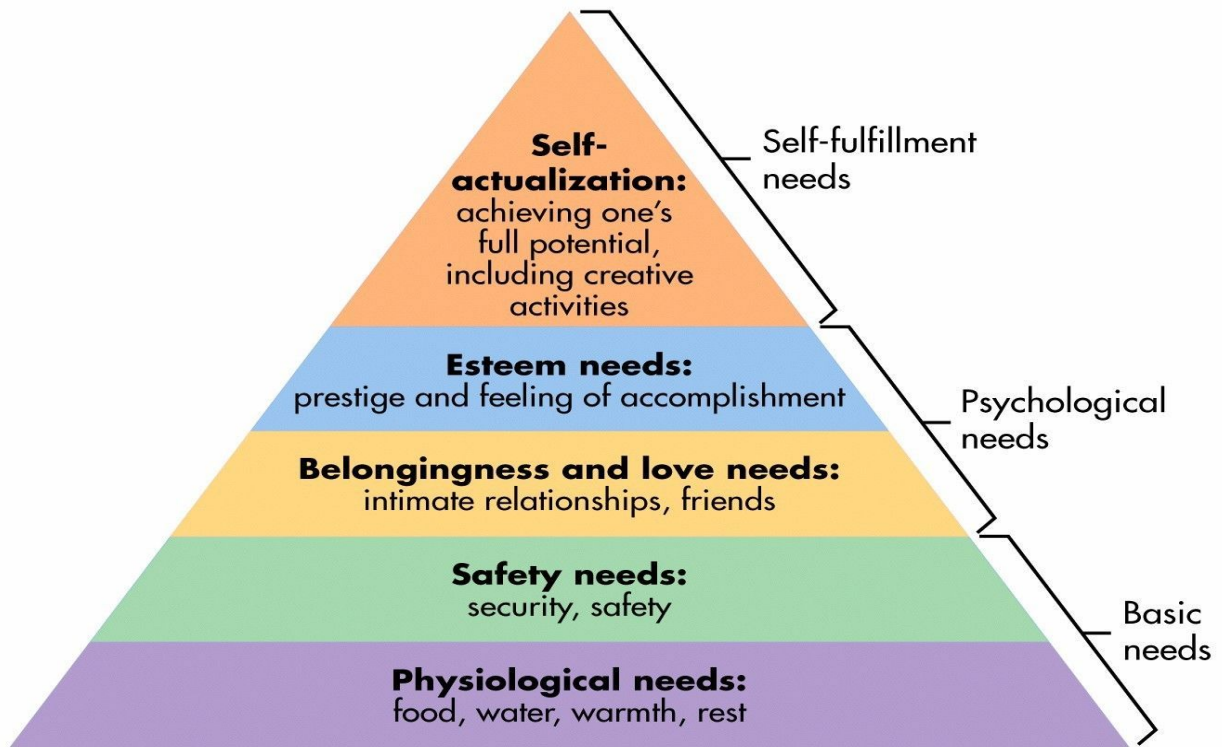 Self-
actualization:
achieving one's
full potential,
including creative
activities
Self-fulfillment
needs
Esteem needs:
prestige and feeling of accomplishment
Psychological
needs
Belongingness and love needs:
intimate relationships, friends
Safety needs:
security, safety
Basic
needs
Physiological needs:
food, water, warmth, rest